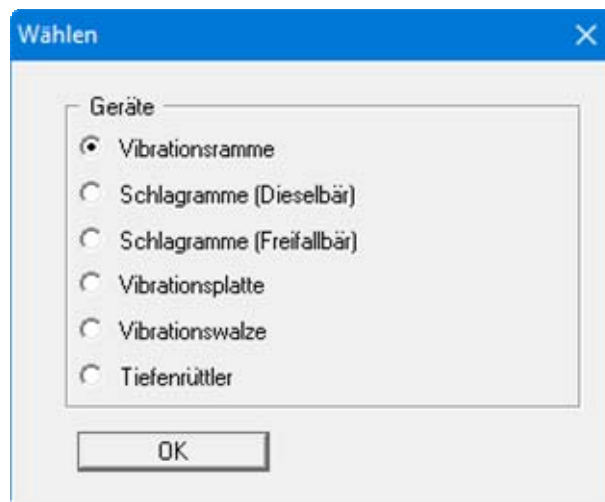 Wählen
Geräte
Vibrationsramme
Schlagramme (Dieselbär)
Schlagramme (Freifallbär)
Vibrationsplatte
Vibrationswalze
Tiefenrüttler
OK